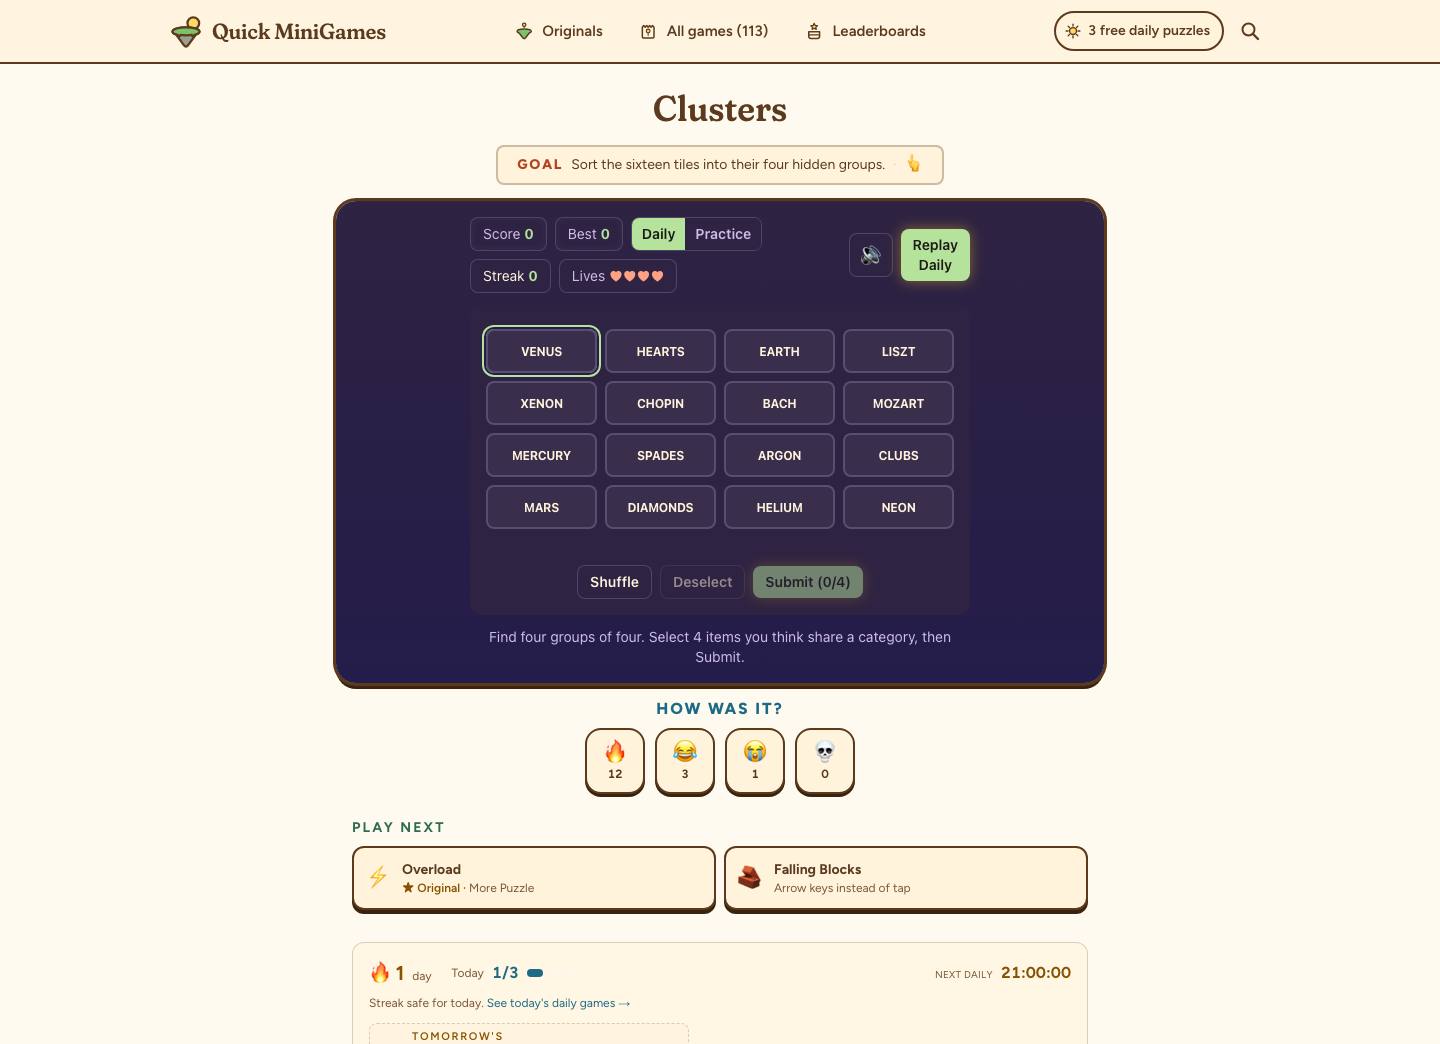 Quick MiniGames
Originals
All games (113)
Leaderboards
3 free daily puzzles
Clusters
GOAL Sort the sixteen tiles into their four hidden groups.
Score 0
Best 0
Daily
Practice
Streak 0
Lives
Replay
Daily
VENUS
HEARTS
EARTH
LISZT
XENON
CHOPIN
BACH
MOZART
MERCURY
SPADES
ARGON
CLUBS
MARS
DIAMONDS
HELIUM
NEON
Shuffle
Deselect
Submit (0/4)
Find four groups of four. Select 4 items you think share a category, then
Submit.
HOW WAS IT?
12
3
1
0
PLAY NEXT
Overload
Original · More Puzzle
Falling Blocks
Arrow keys instead of tap
1 day
Today 1/3
NEXT DAILY 21:00:00
Streak safe for today. See today's daily games →
TOMORROW'S